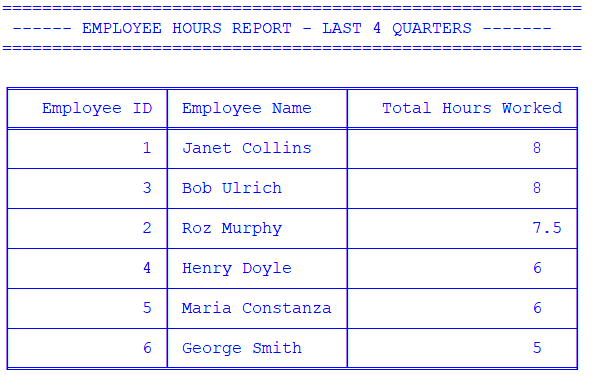 ==========================================================
------ EMPLOYEE HOURS REPORT - LAST 4 QUARTERS -------
==========================================================
Employee ID Employee Name Total Hours Worked
1 Janet Collins 8
3 Bob Ulrich 8
2 Roz Murphy 7.5
4 Henry Doyle 6
5 Maria Constanza 6
6 George Smith 5